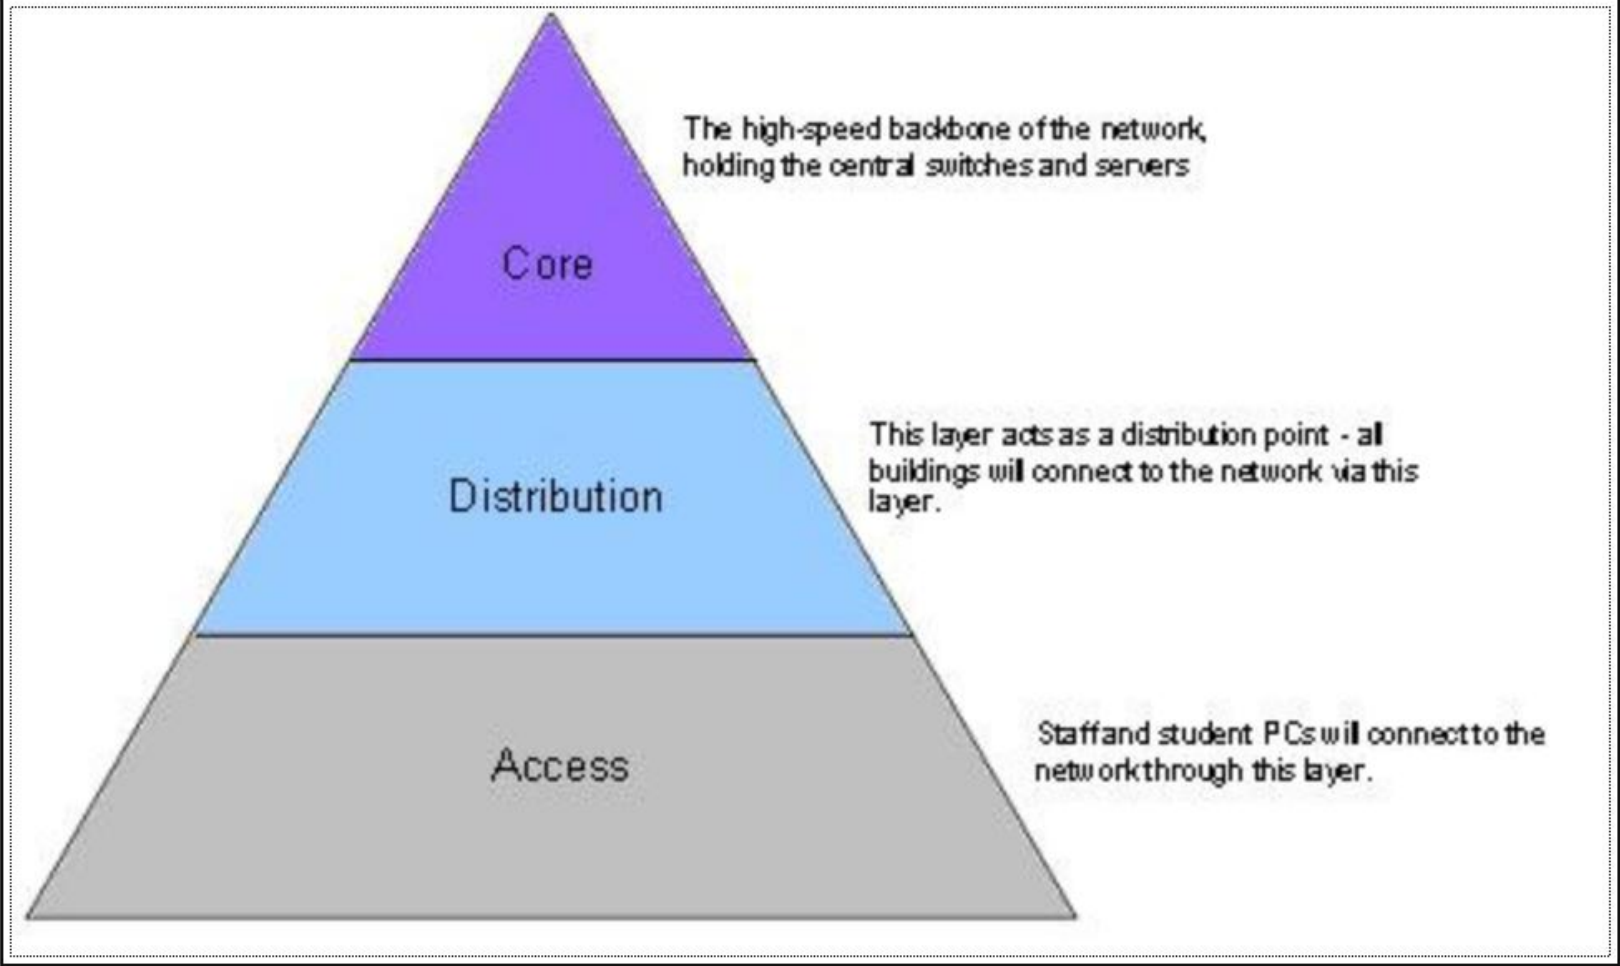 The high-speed backbone of the network,
holding the central switches and servers
Core
This layer acts as a distribution point - all
buildings will connect to the network via this
layer.
Distribution
Staff and student PCs will connect to the
network through this layer.
Access